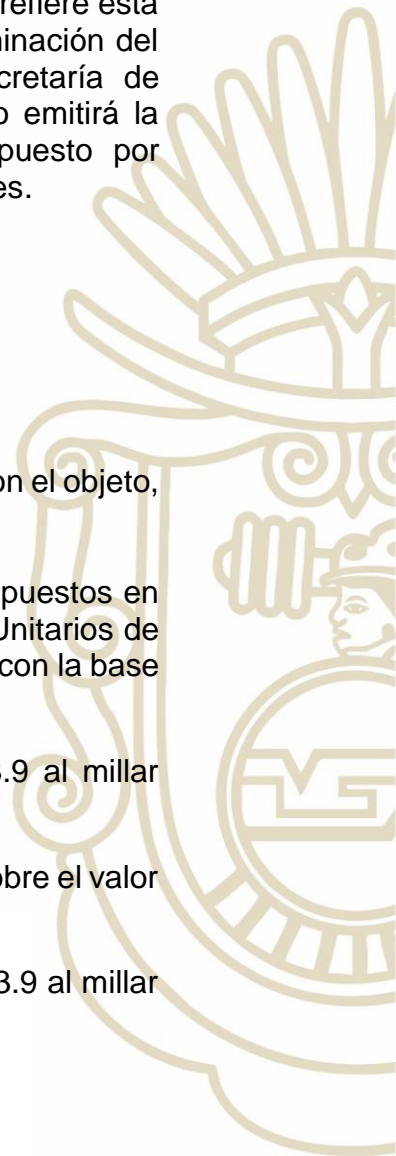 refiere esta
minación del
cretaría de
o emitirá la
puesto por
es.
on el objeto,
puestos en
Unitarios de
con la base
.9 al millar
obre el valor
3.9 al millar